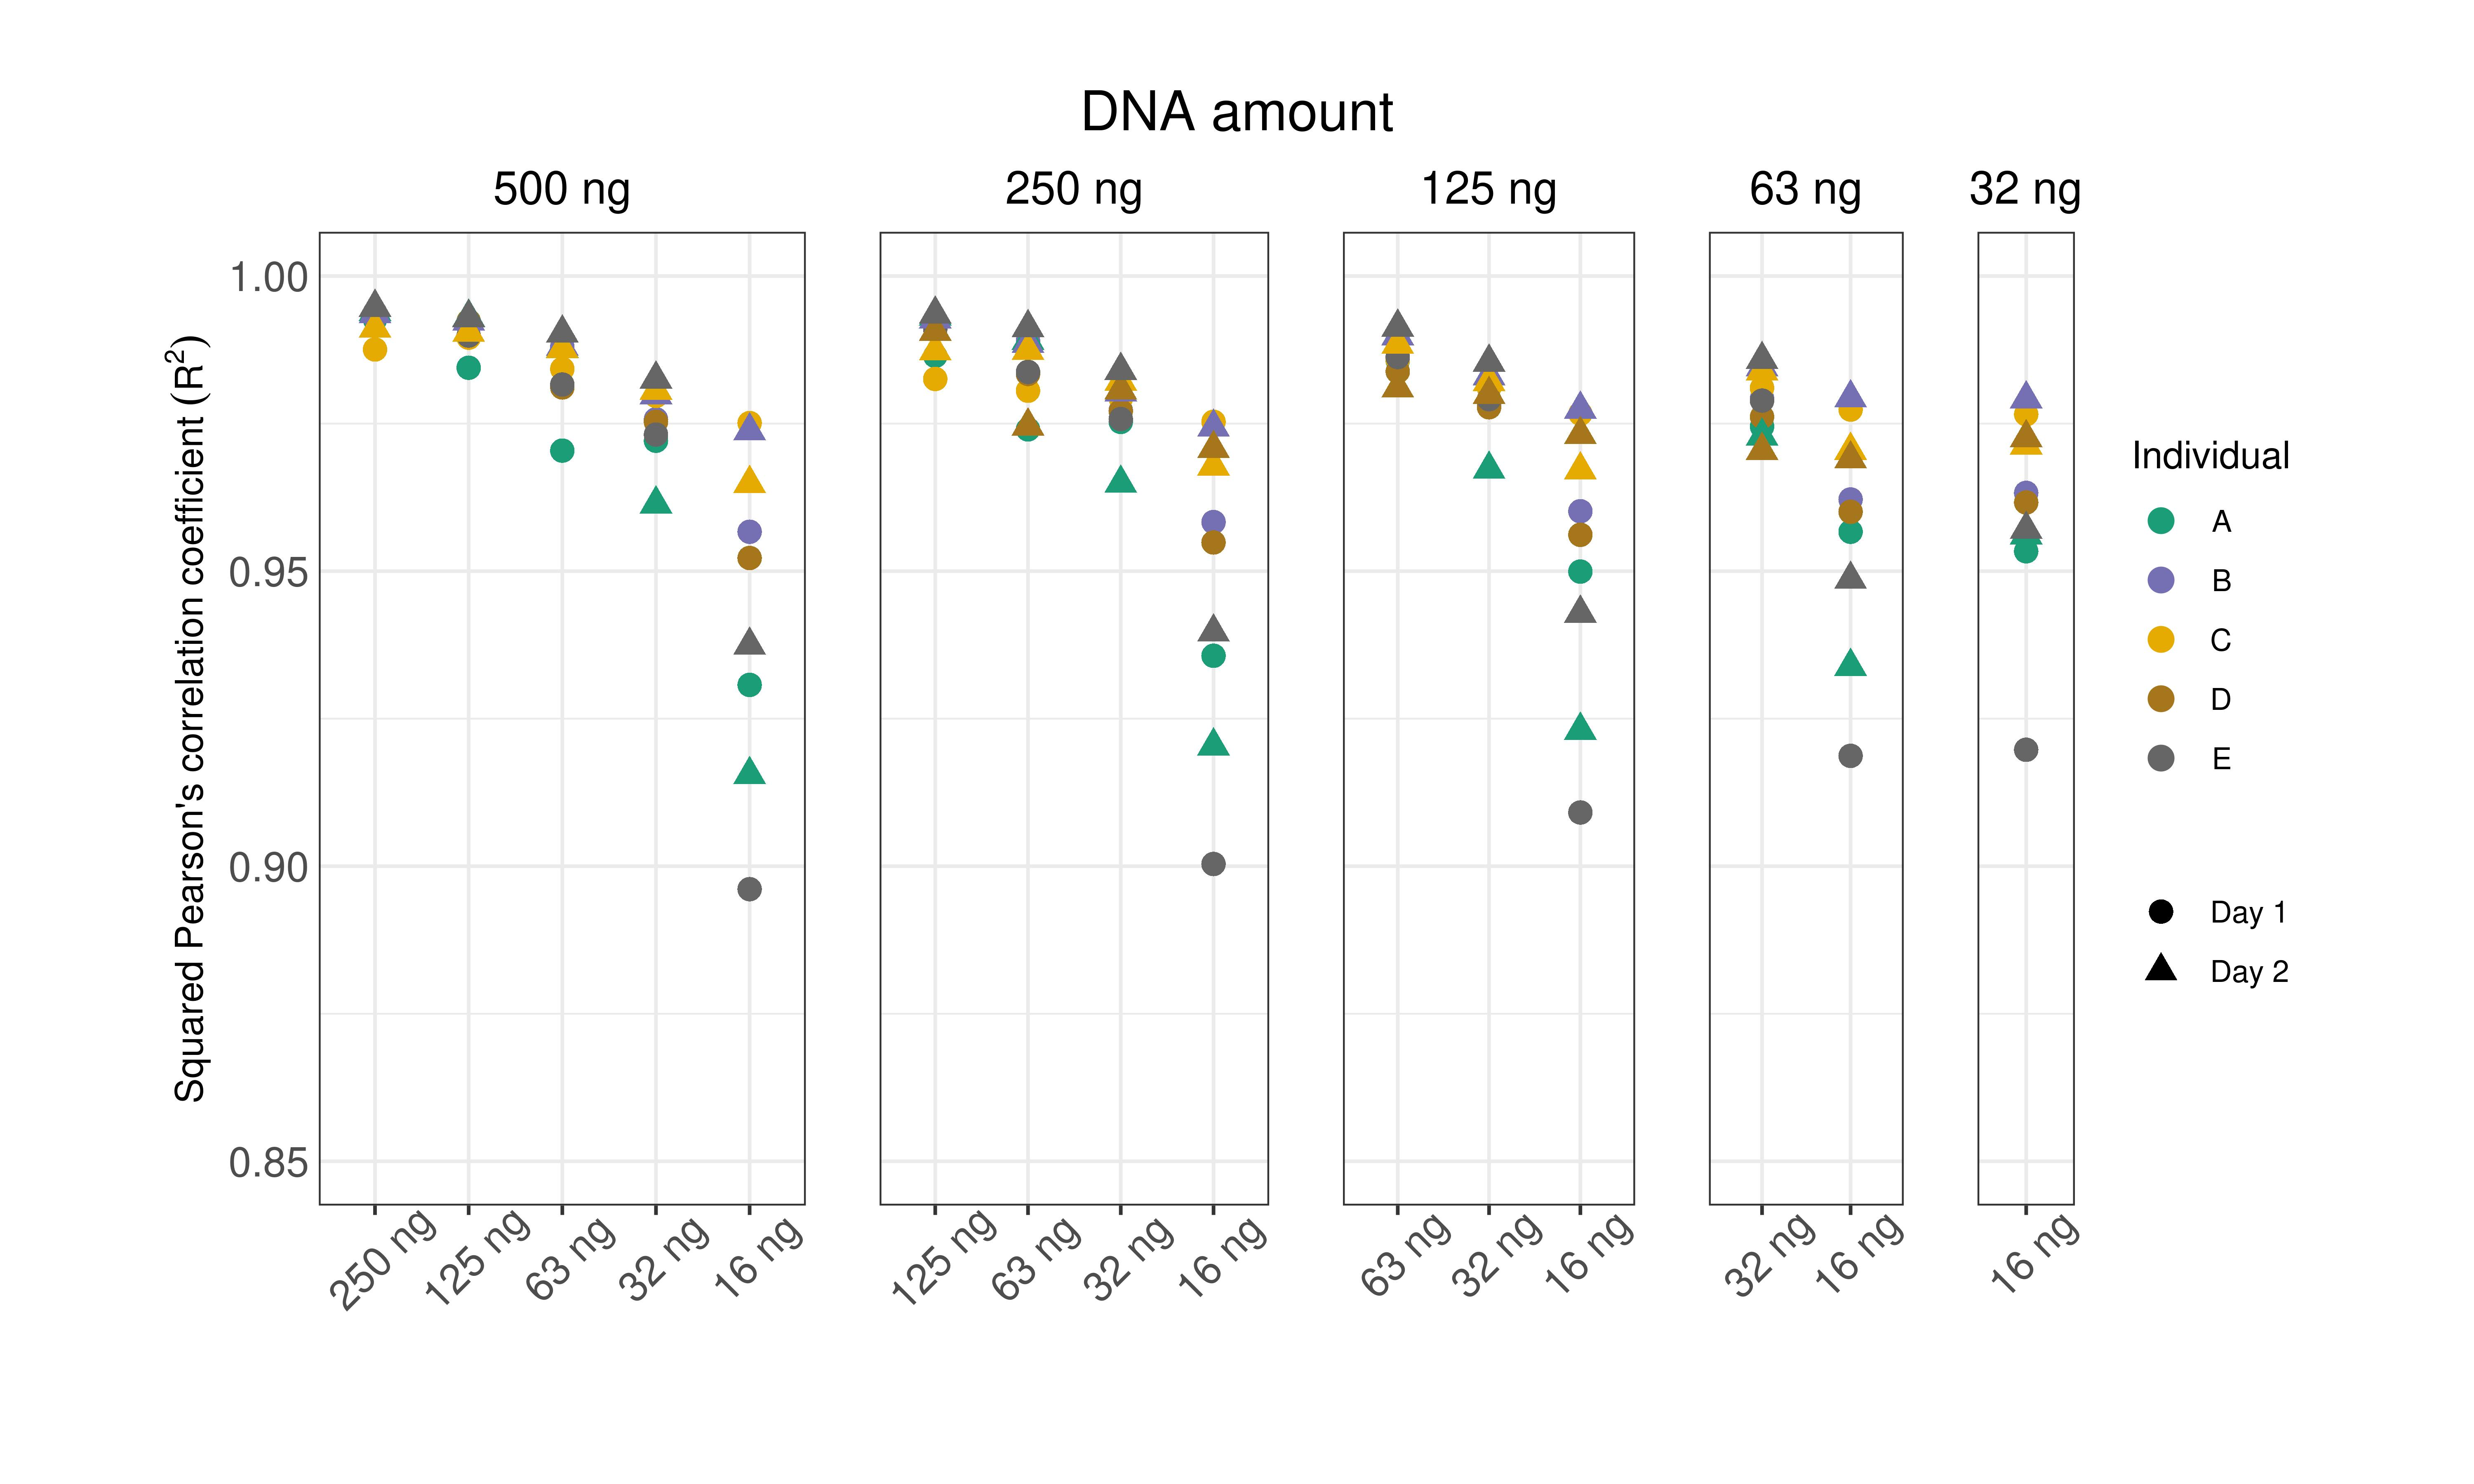 DNA amount
500 ng
250 ng
125 ng
63 ng
32 ng
Squared Pearson's correlation coefficient (R²)
1.00
0.95
0.90
0.85
250 ng
125 ng
63 ng
32 ng
16 ng
125 ng
63 ng
32 ng
16 ng
63 ng
32 ng
16 ng
32 ng
16 ng
16 ng
Individual
A
B
C
D
E
Day 1
Day 2